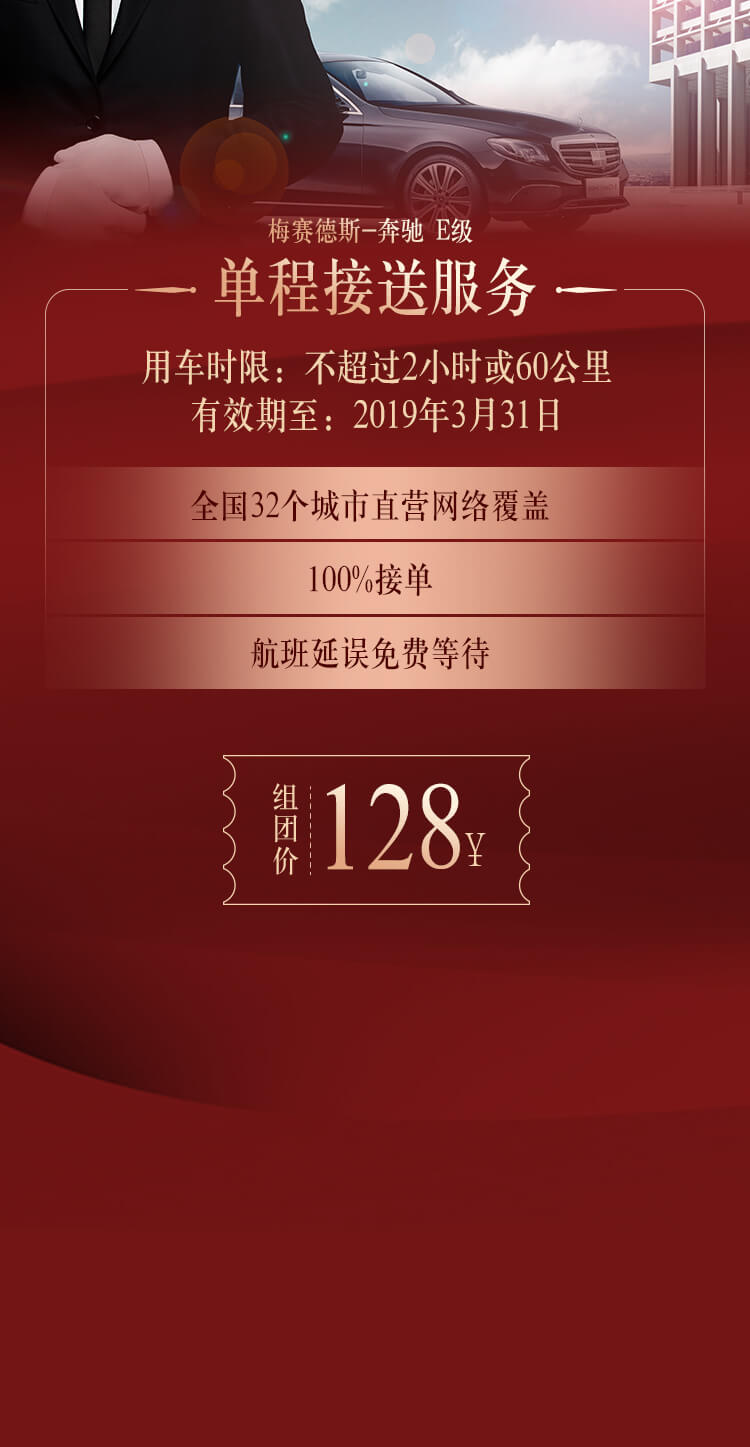 梅赛德斯-奔驰 E级
单程接送服务
用车时限：不超过2小时或60公里
有效期至：2019年3月31日
全国32个城市直营网络覆盖
100%接单
航班延误免费等待
组团价
128¥